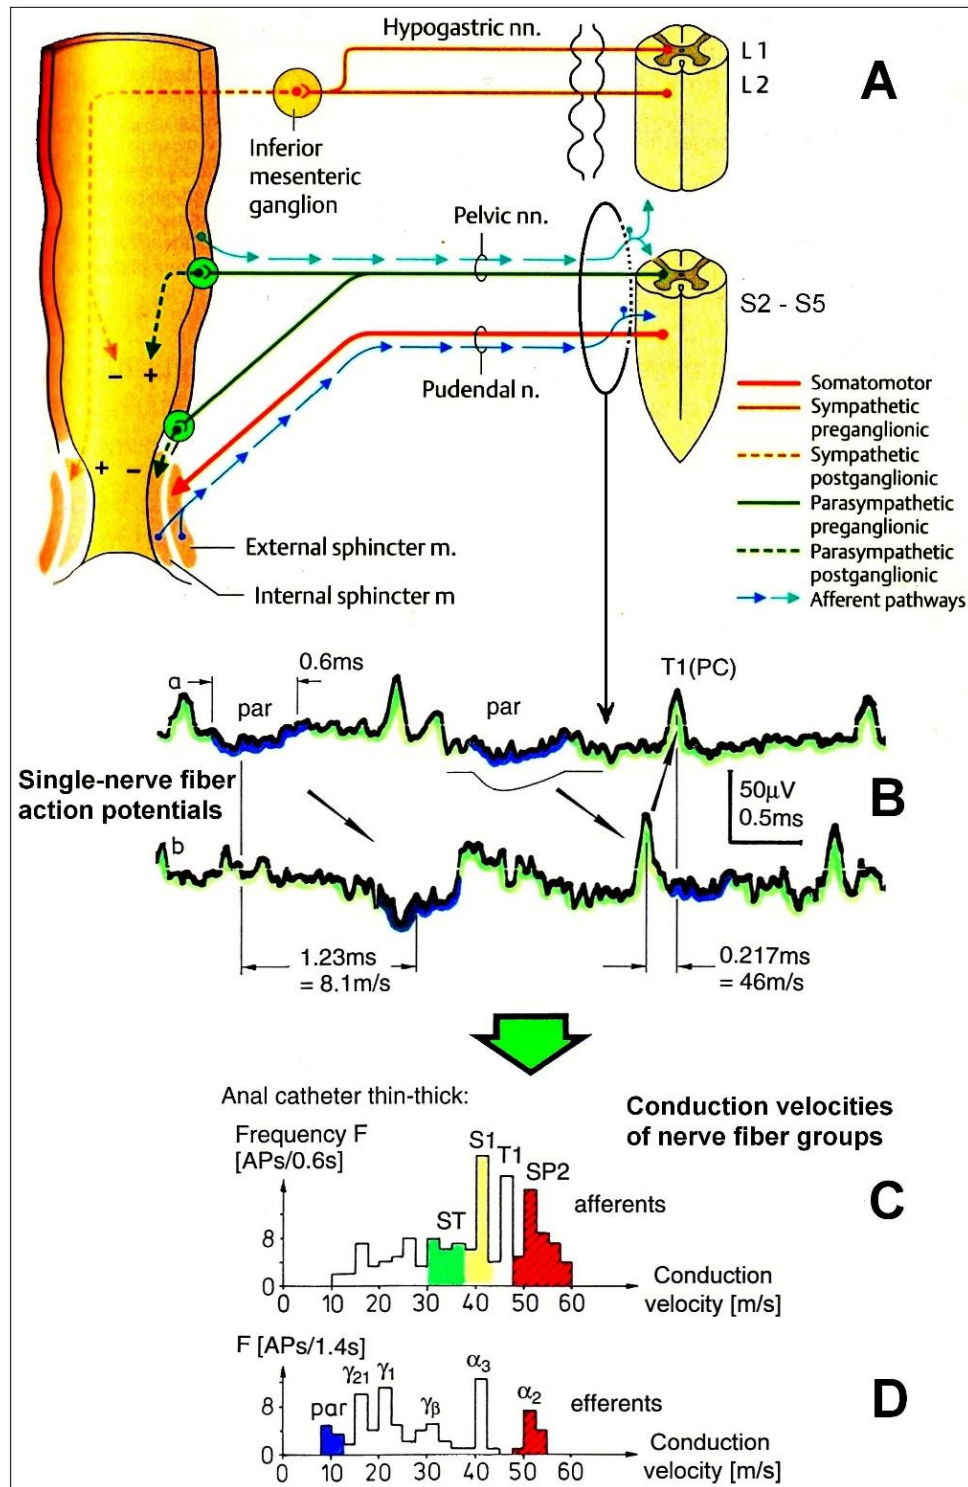 Hypogastric nn.
L1
L2
A
Inferior
mesenteric
ganglion
Pelvic nn.
S2 - S5
Pudendal n.
– +
+ –
External sphincter m.
Internal sphincter m
Somatomotor
Sympathetic
preganglionic
Sympathetic
postganglionic
Parasympathetic
preganglionic
Parasympathetic
postganglionic
Afferent pathways
a
0.6ms
par
par
T1(PC)
Single-nerve fiber
action potentials
50μV
0.5ms
B
b
1.23ms
= 8.1m/s
0.217ms
= 46m/s
Anal catheter thin-thick:
Conduction velocities
of nerve fiber groups
Frequency F
[APs/0.6s]
S1
T1
SP2
ST
afferents
C
8
0
0 10 20 30 40 50 60
Conduction
velocity [m/s]
F [APs/1.4s]
par
γ21
γ1
γβ
α3
α2
efferents
D
8
0
0 10 20 30 40 50 60
Conduction
velocity [m/s]